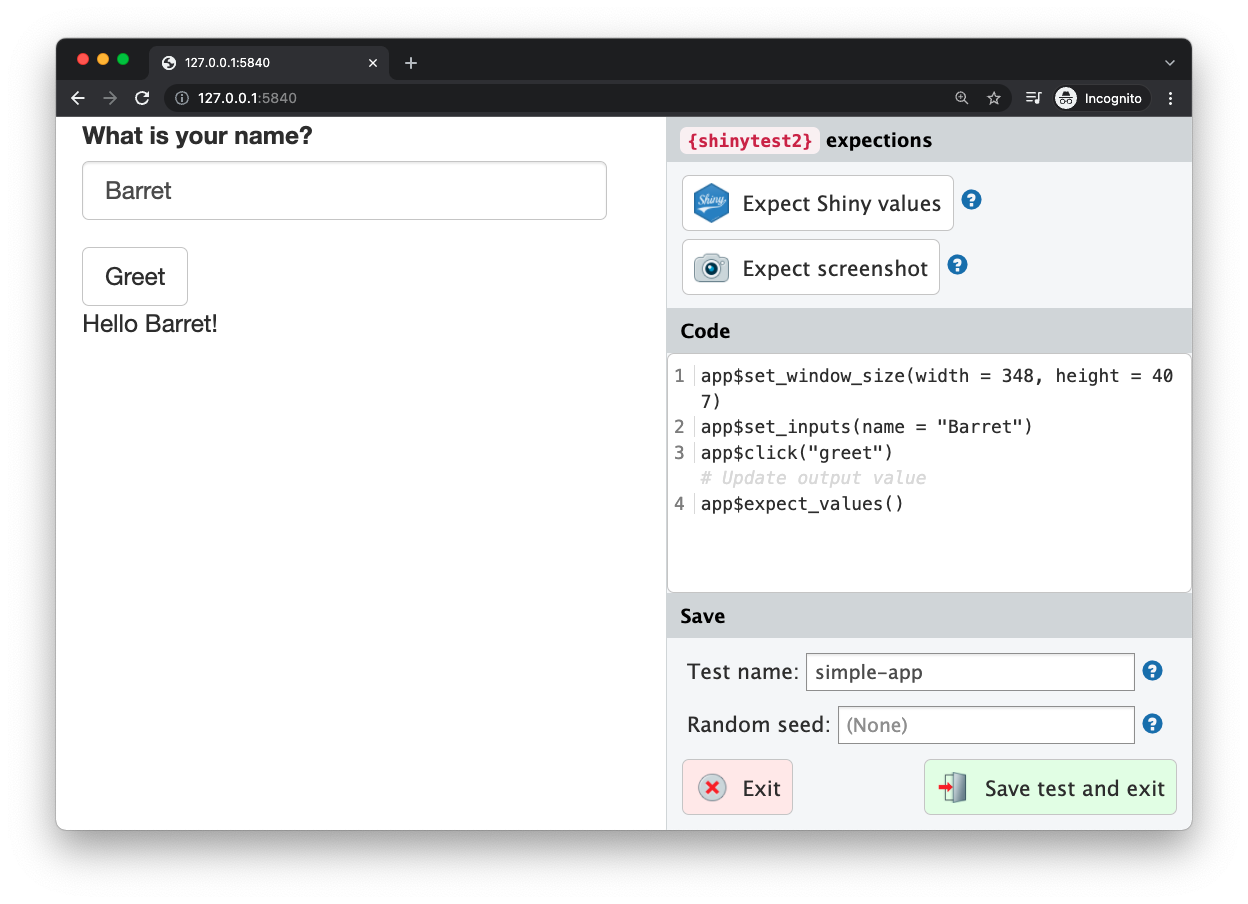 127.0.0.1:5840
127.0.0.1:5840
Incognito
What is your name?
Barret
Greet
Hello Barret!
{shinytest2} expections
Shiny
Expect Shiny values
?
Expect screenshot
?
Code
1 app$set_window_size(width = 348, height = 40
7)
2 app$set_inputs(name = "Barret")
3 app$click("greet")
# Update output value
4 app$expect_values()
Save
Test name: simple-app ?
Random seed: (None) ?
Exit
Save test and exit